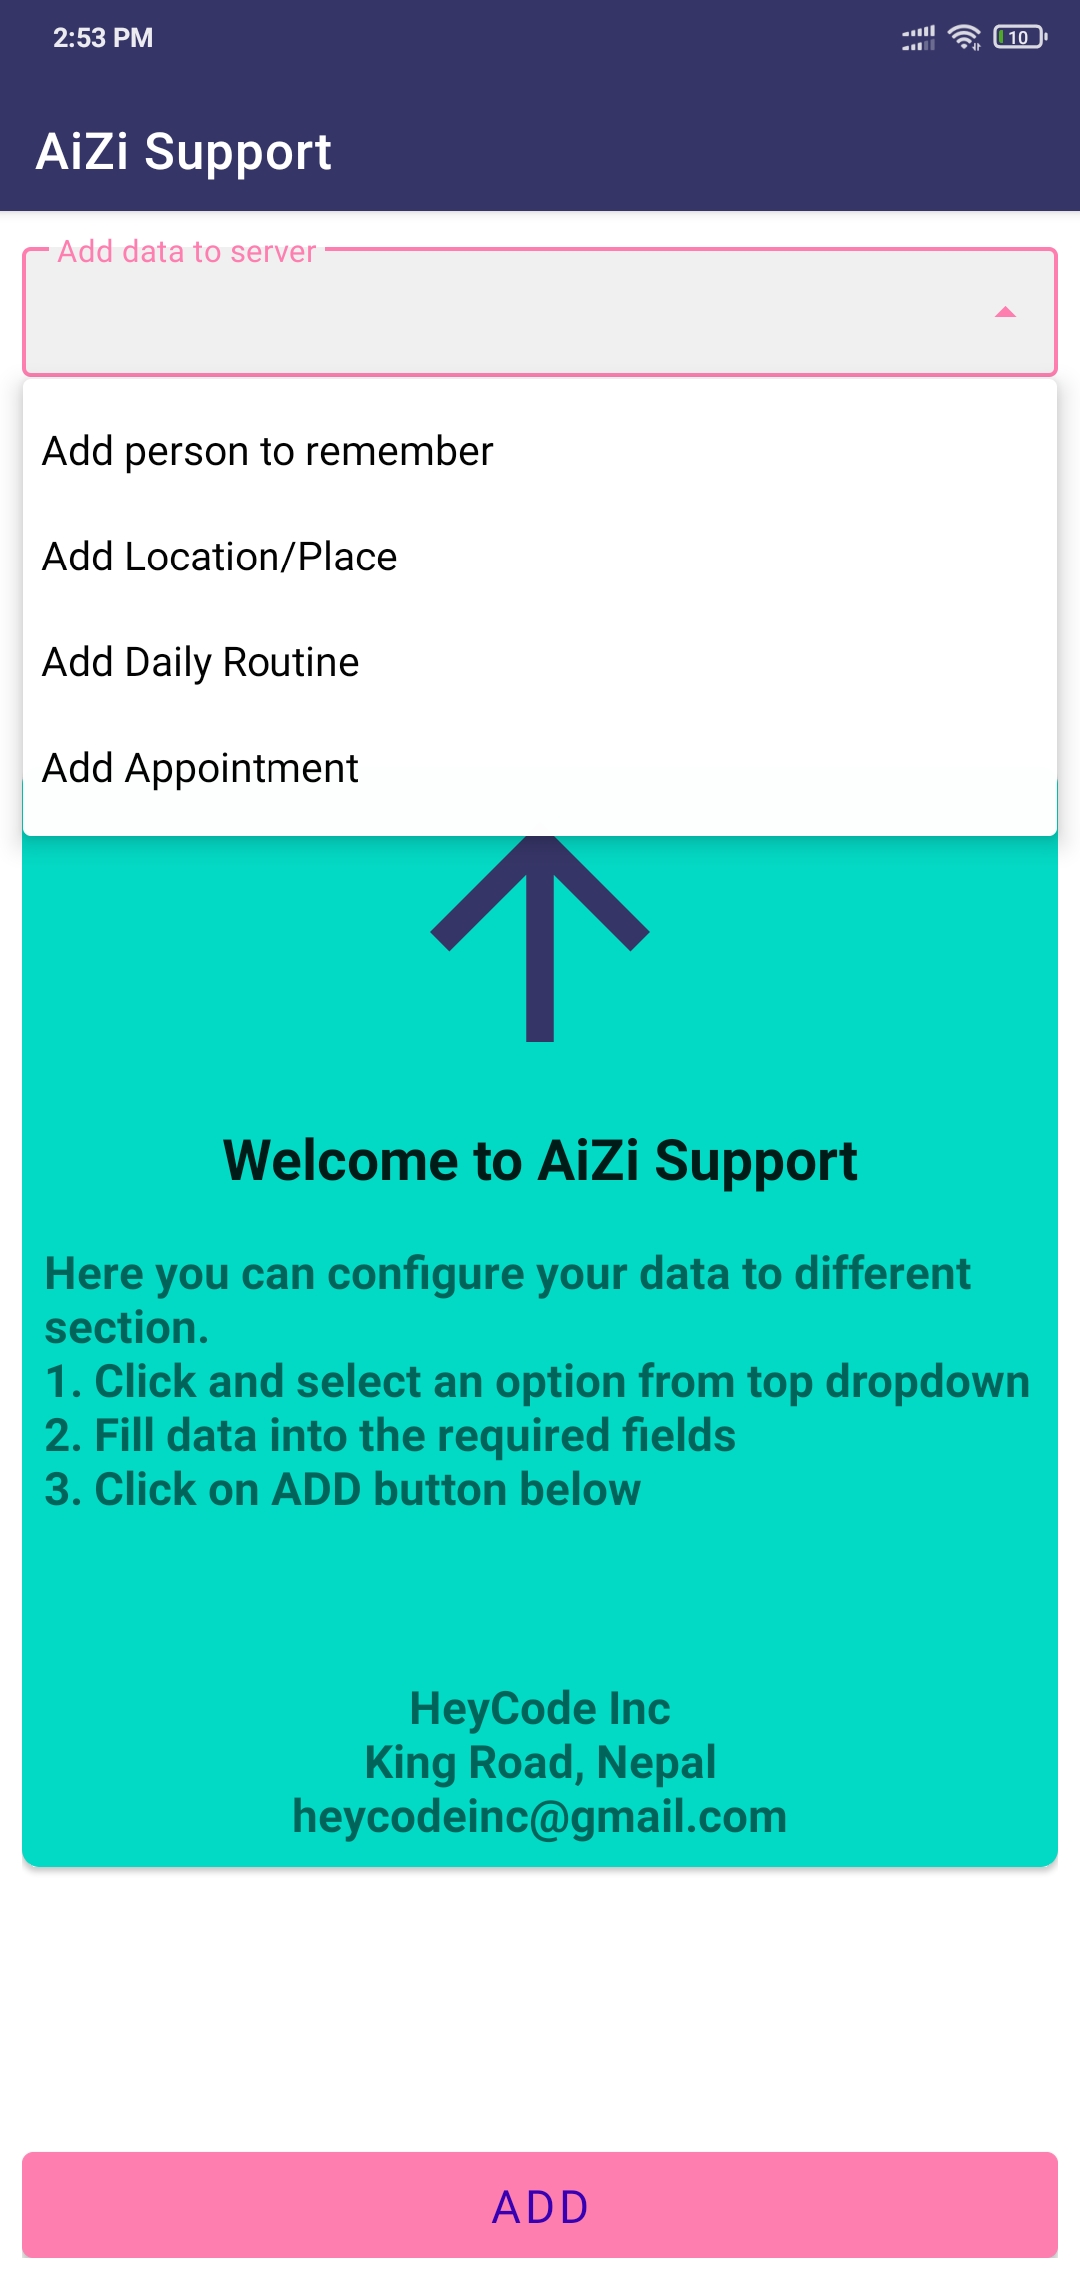 2:53 PM
10
AiZi Support
Add data to server
Add person to remember
Add Location/Place
Add Daily Routine
Add Appointment
Welcome to AiZi Support
Here you can configure your data to different
section.
1. Click and select an option from top dropdown
2. Fill data into the required fields
3. Click on ADD button below
HeyCode Inc
King Road, Nepal
heycodeinc@gmail.com
ADD